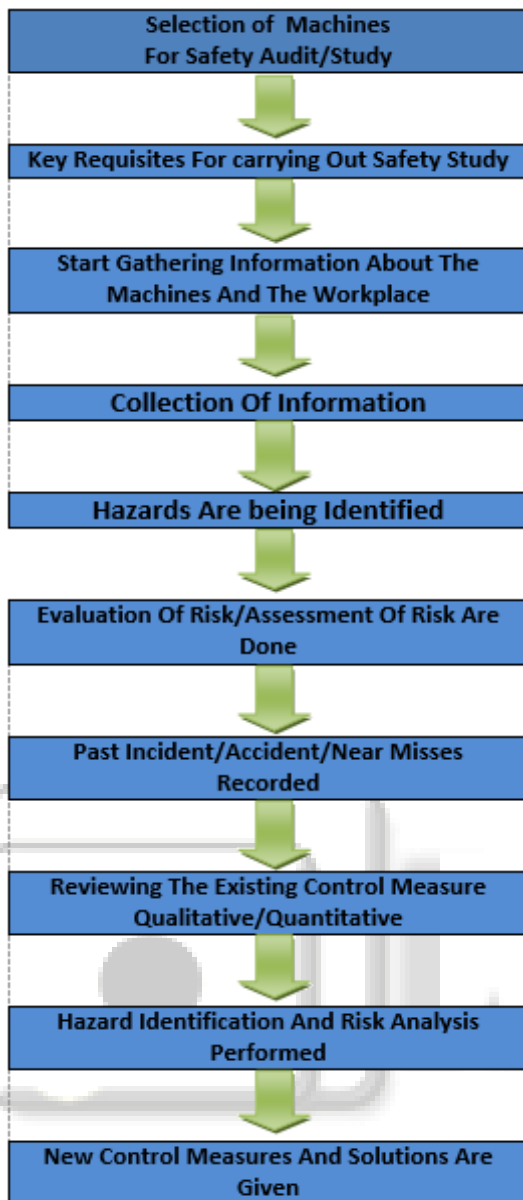 Selection of Machines
For Safety Audit/Study
Key Requisites For carrying Out Safety Study
Start Gathering Information About The
Machines And The Workplace
Collection Of Information
Hazards Are being Identified
Evaluation Of Risk/Assessment Of Risk Are
Done
Past Incident/Accident/Near Misses
Recorded
Reviewing The Existing Control Measure
Qualitative/Quantitative
Hazard Identification And Risk Analysis
Performed
New Control Measures And Solutions Are
Given